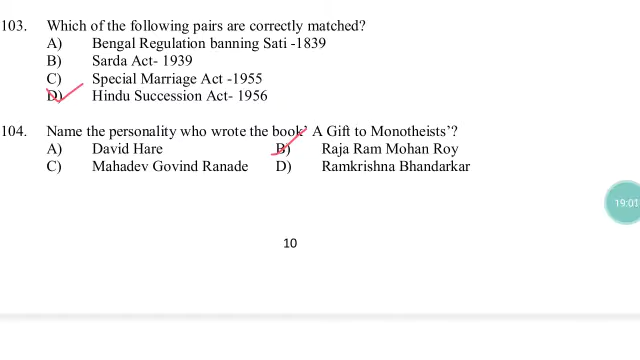 103. Which of the following pairs are correctly matched?
A) Bengal Regulation banning Sati -1839
B) Sarda Act- 1939
C) Special Marriage Act -1955
D) Hindu Succession Act- 1956
104. Name the personality who wrote the book’ A Gift to Monotheists’?
A) David Hare B) Raja Ram Mohan Roy
C) Mahadev Govind Ranade D) Ramkrishna Bhandarkar
19:01
10